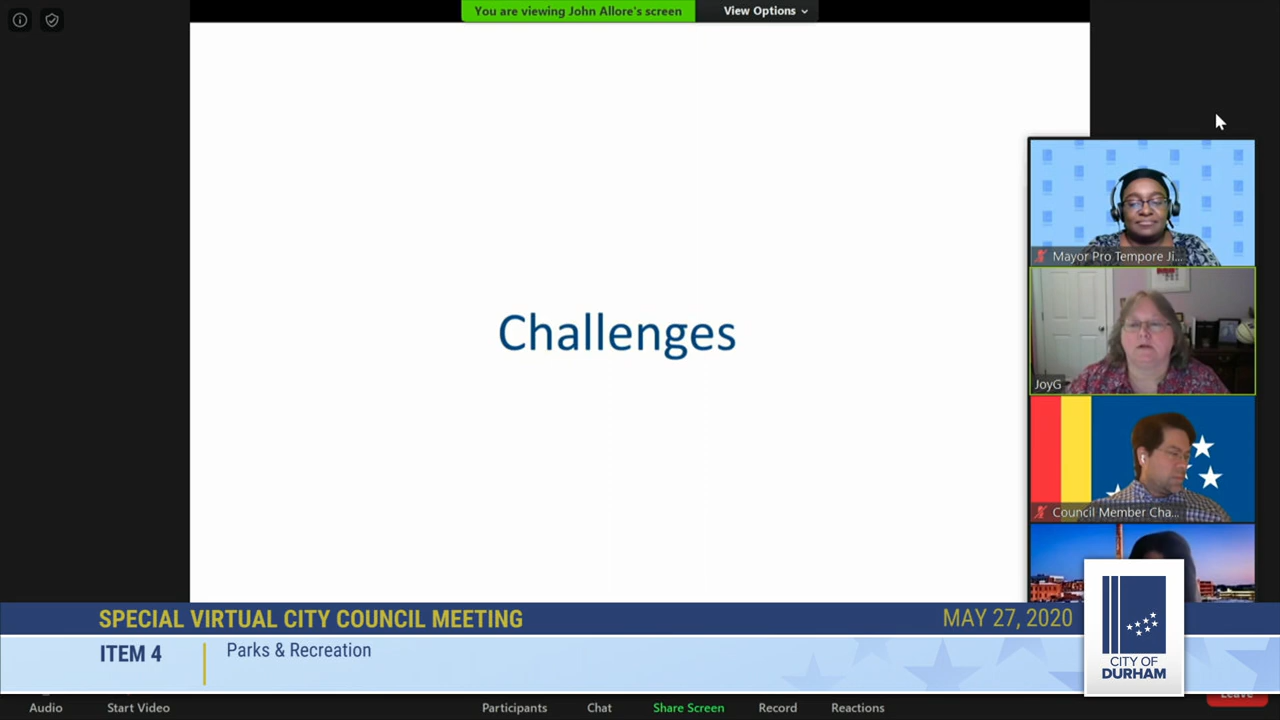 You are viewing John Allore's screen
View Options
Challenges
Mayor Pro Tempore Ji...
JoyG
Council Member Cha...
SPECIAL VIRTUAL CITY COUNCIL MEETING
MAY 27, 2020
ITEM 4
Parks & Recreation
CITY OF
DURHAM
Audio
Start Video
Participants
Chat
Share Screen
Record
Reactions
Leave